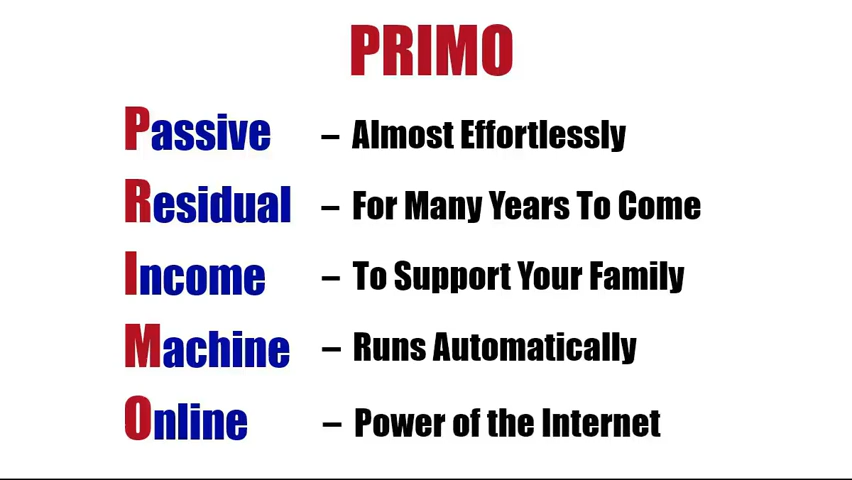 PRIMO
Passive – Almost Effortlessly
Residual – For Many Years To Come
Income – To Support Your Family
Machine – Runs Automatically
Online – Power of the Internet